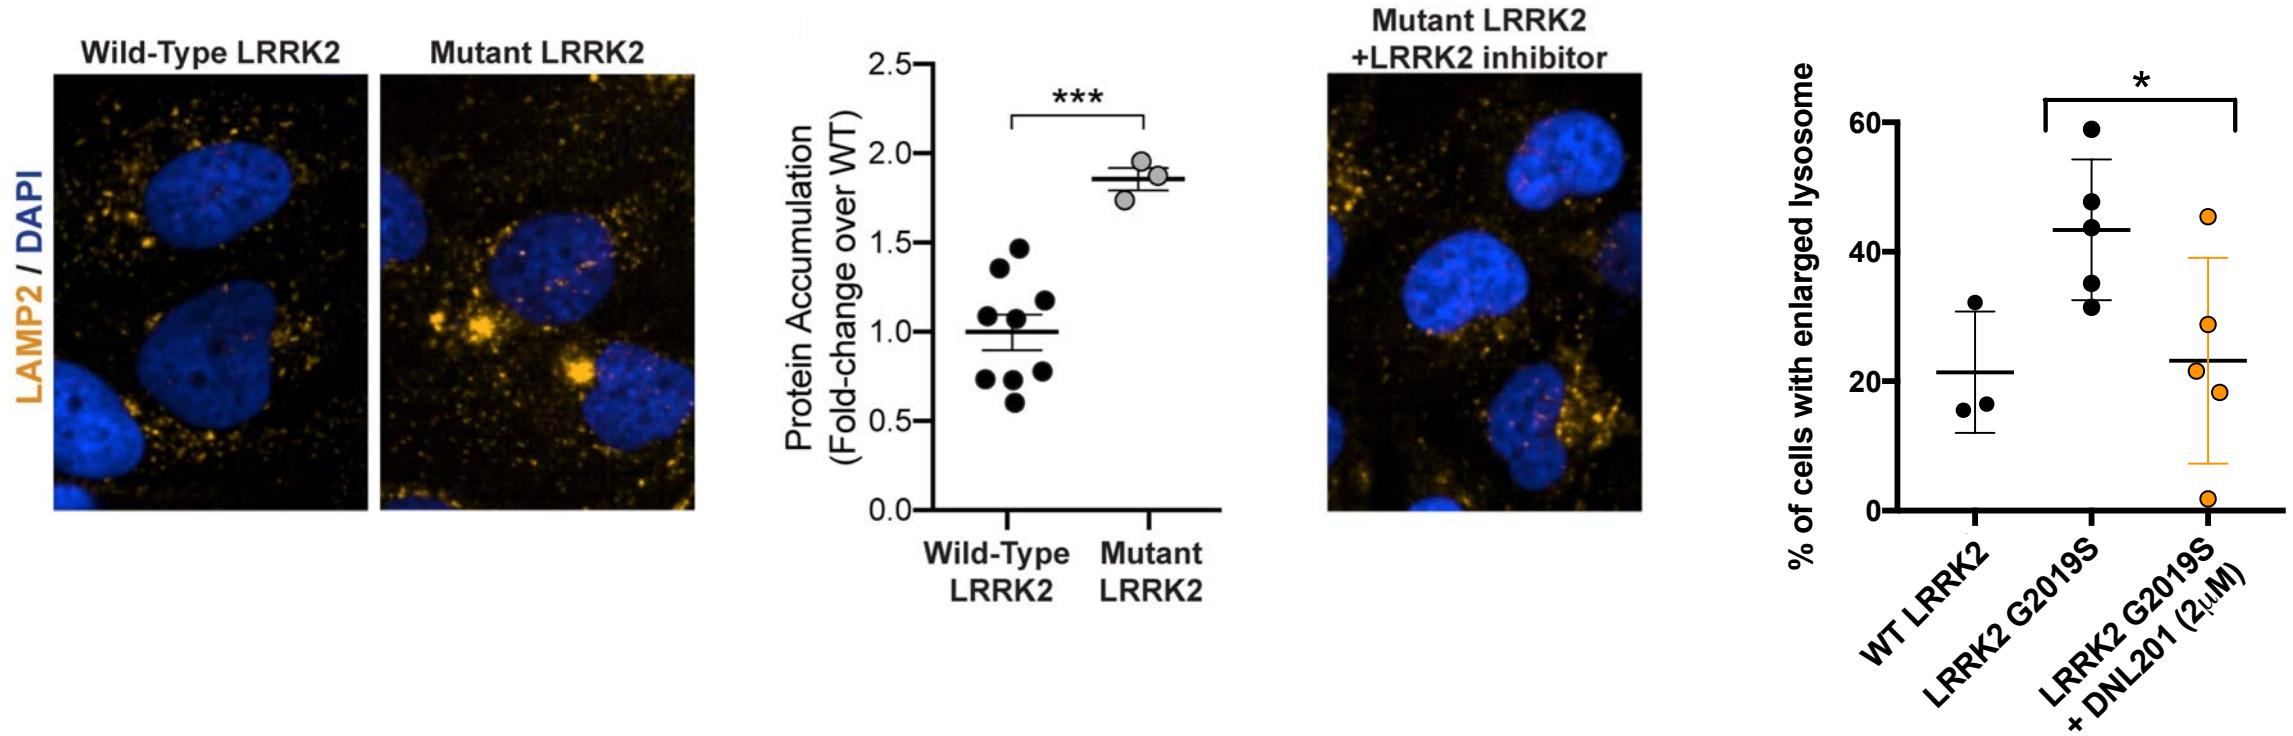 Wild-Type LRRK2
Mutant LRRK2
LAMP2 / DAPI
Protein Accumulation
(Fold-change over WT)
2.5
2.0
1.5
1.0
0.5
0.0
***
Wild-Type
LRRK2
Mutant
LRRK2
Mutant LRRK2
+LRRK2 inhibitor
% of cells with enlarged lysosome
60
40
20
0
*
WT LRRK2
LRRK2 G2019S
LRRK2 G2019S
+ DNL201 (2μM)